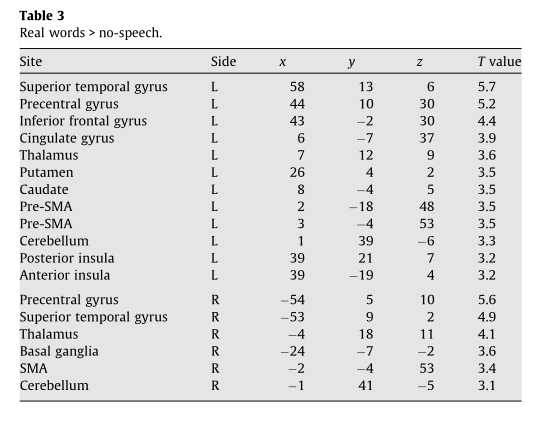 Table 3
Real words > no-speech.
Site Side x y z T value
Superior temporal gyrus L 58 13 6 5.7
Precentral gyrus L 44 10 30 5.2
Inferior frontal gyrus L 43 −2 30 4.4
Cingulate gyrus L 6 −7 37 3.9
Thalamus L 7 12 9 3.6
Putamen L 26 4 2 3.5
Caudate L 8 −4 5 3.5
Pre-SMA L 2 −18 48 3.5
Pre-SMA L 3 −4 53 3.5
Cerebellum L 1 39 −6 3.3
Posterior insula L 39 21 7 3.2
Anterior insula L 39 −19 4 3.2
Precentral gyrus R −54 5 10 5.6
Superior temporal gyrus R −53 9 2 4.9
Thalamus R −4 18 11 4.1
Basal ganglia R −24 −7 −2 3.6
SMA R −2 −4 53 3.4
Cerebellum R −1 41 −5 3.1